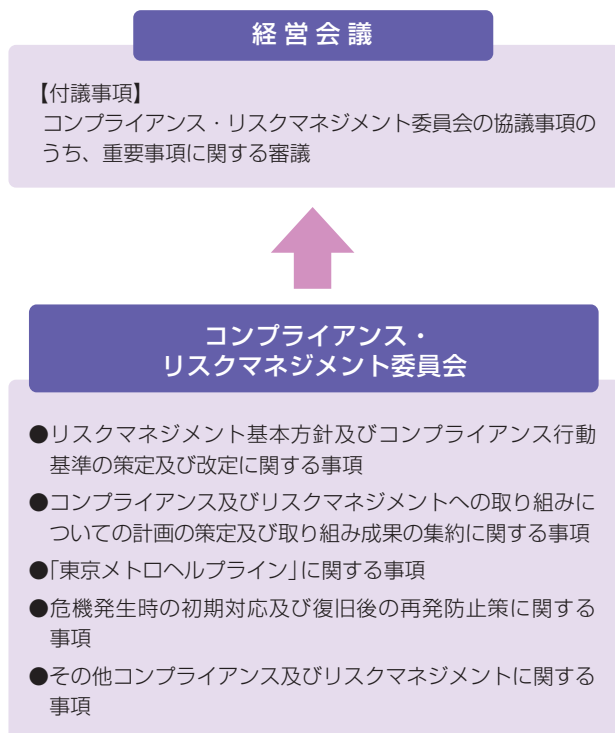 経営会議
【付議事項】
コンプライアンス・リスクマネジメント委員会の協議事項の
うち、重要事項に関する審議
コンプライアンス・
リスクマネジメント委員会
●リスクマネジメント基本方針及びコンプライアンス行動
基準の策定及び改定に関する事項
●コンプライアンス及びリスクマネジメントへの取り組みに
ついての計画の策定及び取り組み成果の集約に関する事項
●「東京メトロヘルプライン」に関する事項
●危機発生時の初期対応及び復旧後の再発防止策に関する
事項
●その他コンプライアンス及びリスクマネジメントに関する
事項